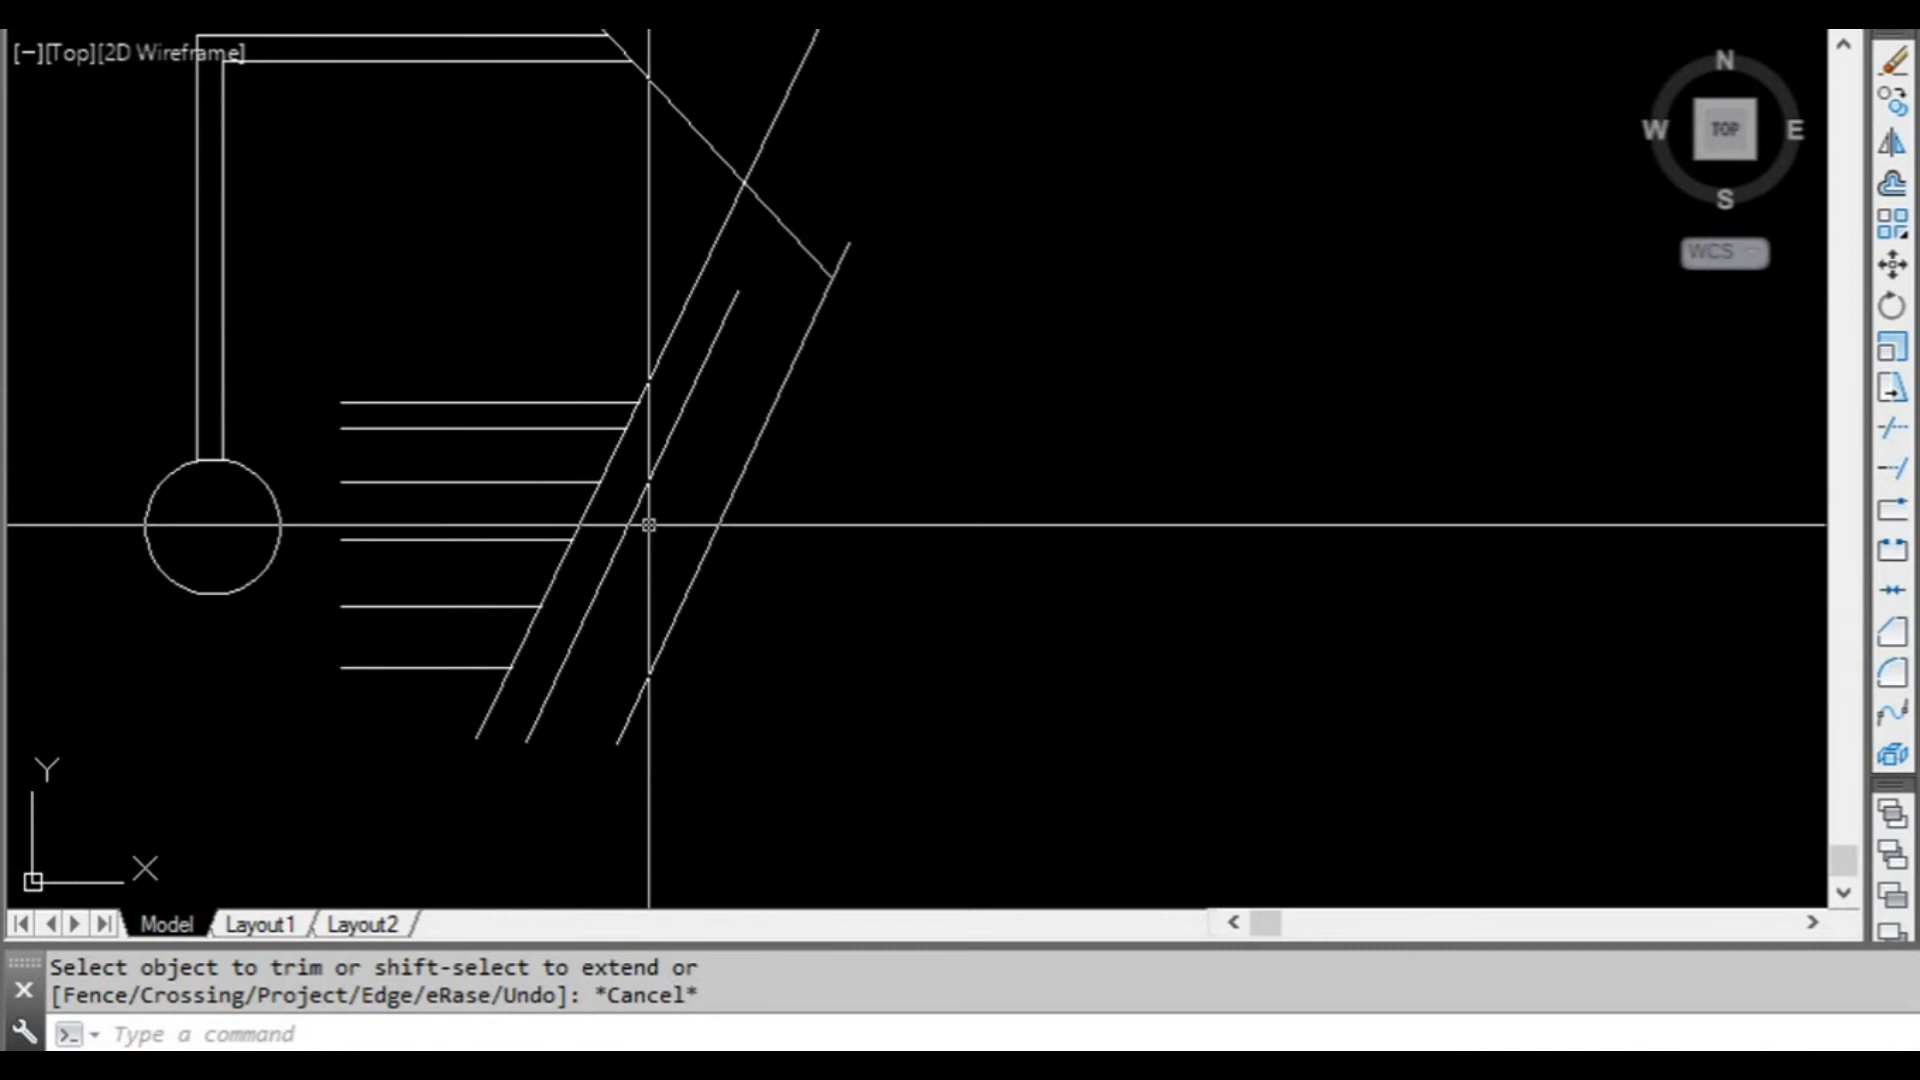 [−][Top][2D Wireframe]
N
W TOP E
S
WCS
Y
X
Model Layout1 Layout2
Select object to trim or shift-select to extend or
[Fence/Crossing/Project/Edge/eRase/Undo]: *Cancel*
Type a command